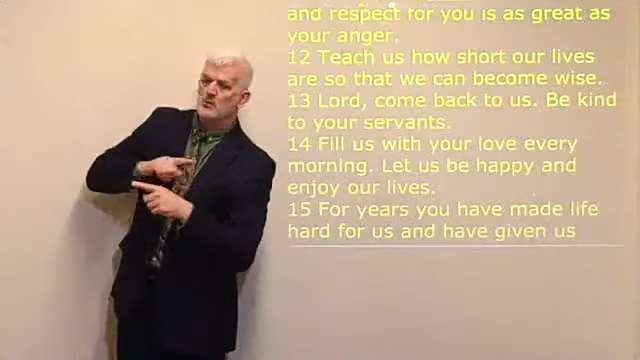 and respect for you is as great as
your anger.
12 Teach us how short our lives
are so that we can become wise.
13 Lord, come back to us. Be kind
to your servants.
14 Fill us with your love every
morning. Let us be happy and
enjoy our lives.
15 For years you have made life
hard for us and have given us